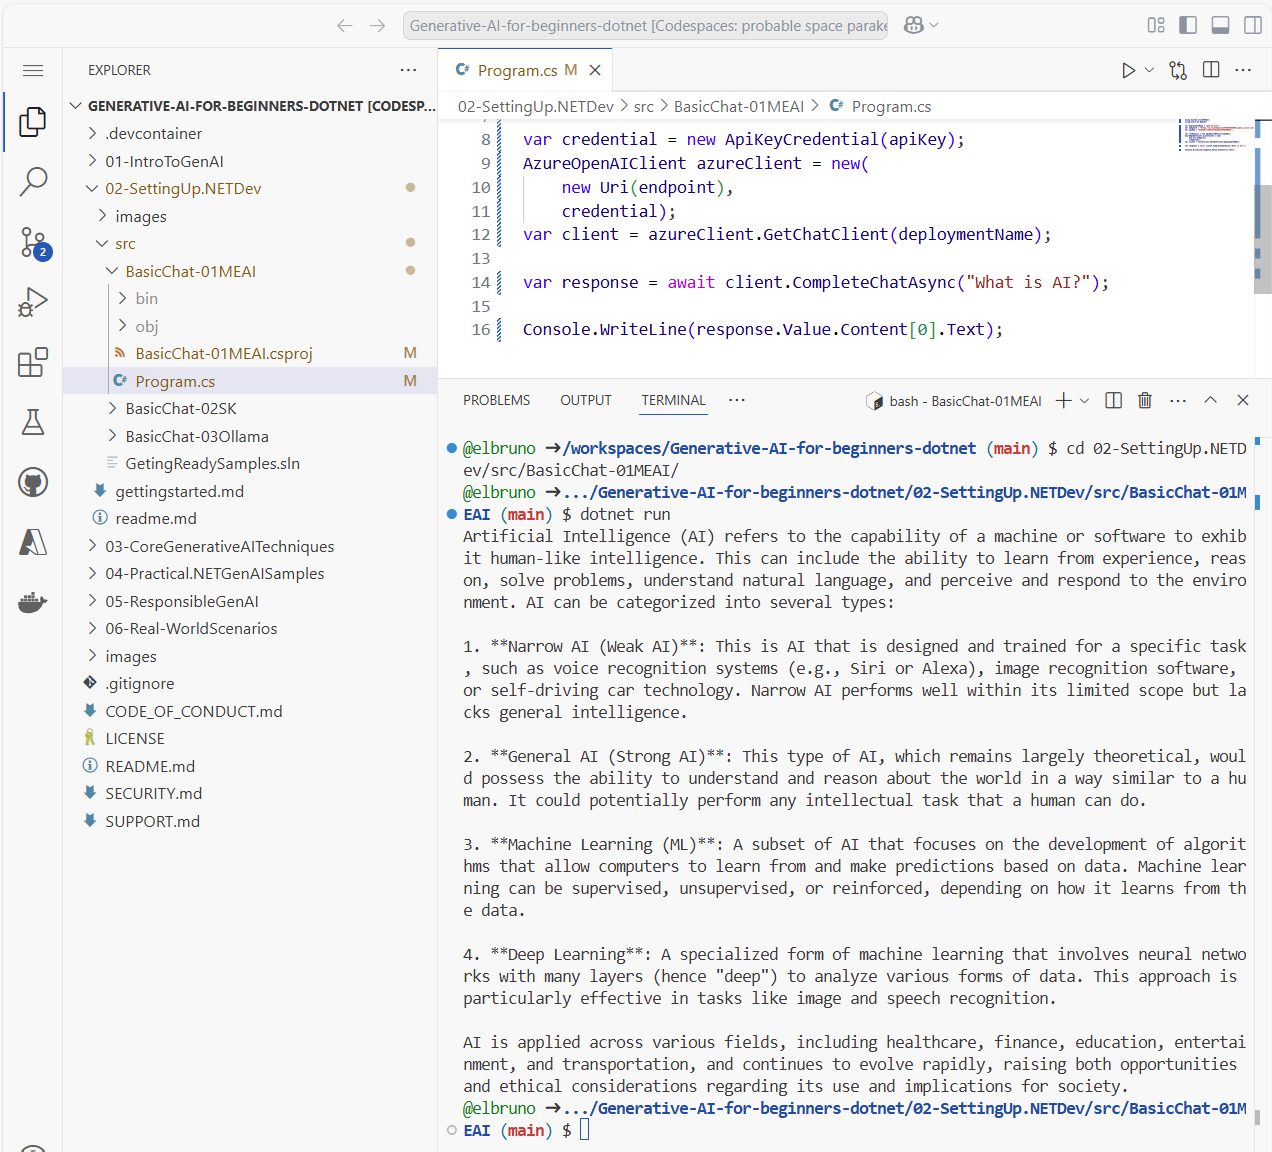 Generative-AI-for-beginners-dotnet [Codespaces: probable space parake
EXPLORER
GENERATIVE-AI-FOR-BEGINNERS-DOTNET [CODESP...
.devcontainer
01-IntroToGenAI
02-SettingUp.NETDev
images
src
BasicChat-01MEAI
bin
obj
BasicChat-01MEAI.csproj M
Program.cs M
BasicChat-02SK
BasicChat-03Ollama
GetingReadySamples.sln
gettingstarted.md
readme.md
03-CoreGenerativeAITechniques
04-Practical.NETGenAISamples
05-ResponsibleGenAI
06-Real-WorldScenarios
images
.gitignore
CODE_OF_CONDUCT.md
LICENSE
README.md
SECURITY.md
SUPPORT.md
2
C# Program.cs M
02-SettingUp.NETDev > src > BasicChat-01MEAI > C# Program.cs
8 var credential = new ApiKeyCredential(apiKey);
9 AzureOpenAIClient azureClient = new(
10 new Uri(endpoint),
11 credential);
12 var client = azureClient.GetChatClient(deploymentName);
13
14 var response = await client.CompleteChatAsync("What is AI?");
15
16 Console.WriteLine(response.Value.Content[0].Text);
PROBLEMS OUTPUT TERMINAL ... bash - BasicChat-01MEAI
@elbruno ➜/workspaces/Generative-AI-for-beginners-dotnet (main) $ cd 02-SettingUp.NETD
ev/src/BasicChat-01MEAI/
@elbruno ➜.../Generative-AI-for-beginners-dotnet/02-SettingUp.NETDev/src/BasicChat-01M
EAI (main) $ dotnet run
Artificial Intelligence (AI) refers to the capability of a machine or software to exhib
it human-like intelligence. This can include the ability to learn from experience, reas
on, solve problems, understand natural language, and perceive and respond to the enviro
nment. AI can be categorized into several types:
1. **Narrow AI (Weak AI)**: This is AI that is designed and trained for a specific task
, such as voice recognition systems (e.g., Siri or Alexa), image recognition software,
or self-driving car technology. Narrow AI performs well within its limited scope but la
cks general intelligence.
2. **General AI (Strong AI)**: This type of AI, which remains largely theoretical, woul
d possess the ability to understand and reason about the world in a way similar to a hu
man. It could potentially perform any intellectual task that a human can do.
3. **Machine Learning (ML)**: A subset of AI that focuses on the development of algorit
hms that allow computers to learn from and make predictions based on data. Machine lear
ning can be supervised, unsupervised, or reinforced, depending on how it learns from th
e data.
4. **Deep Learning**: A specialized form of machine learning that involves neural netwo
rks with many layers (hence "deep") to analyze various forms of data. This approach is
particularly effective in tasks like image and speech recognition.
AI is applied across various fields, including healthcare, finance, education, entertai
nment, and transportation, and continues to evolve rapidly, raising both opportunities
and ethical considerations regarding its use and implications for society.
@elbruno ➜.../Generative-AI-for-beginners-dotnet/02-SettingUp.NETDev/src/BasicChat-01M
EAI (main) $